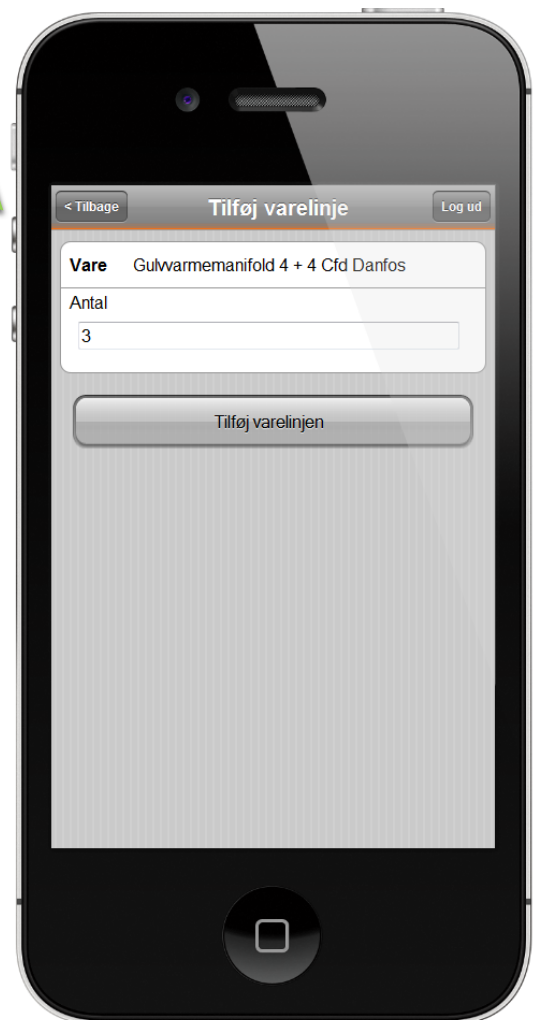 < Tilbage Tilføj varelinje Log ud
Vare Gulvvarmemanifold 4 + 4 Cfd Danfos
Antal
3
Tilføj varelinjen